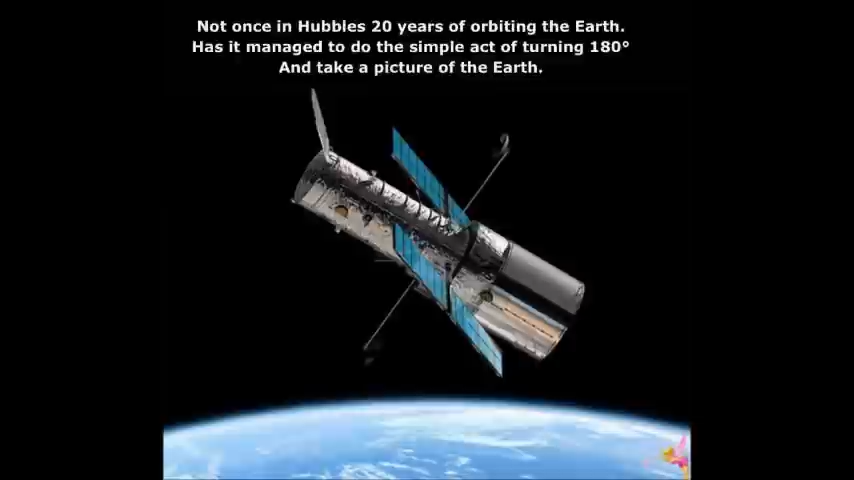 Not once in Hubbles 20 years of orbiting the Earth.
Has it managed to do the simple act of turning 180°
And take a picture of the Earth.